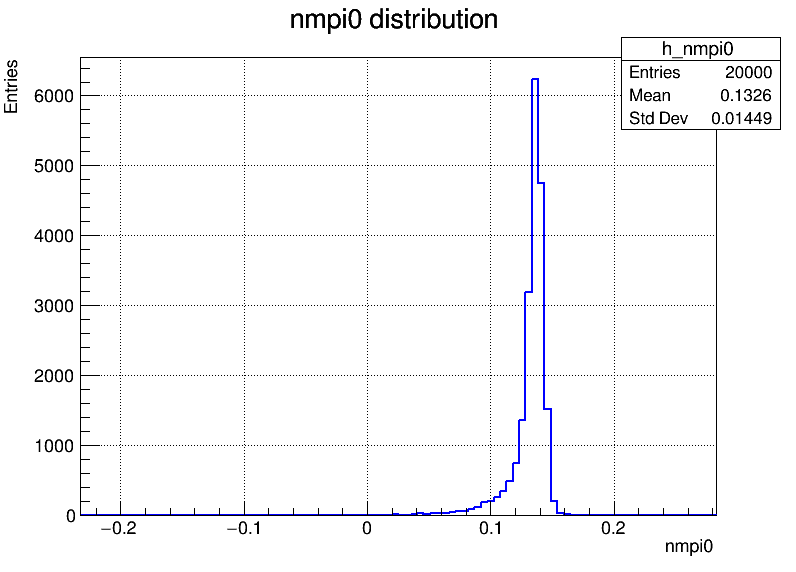 nmpi0 distribution
h_nmpi0
Entries 20000
Mean 0.1326
Std Dev 0.01449
Entries
6000
5000
4000
3000
2000
1000
0
−0.2 −0.1 0 0.1 0.2
nmpi0